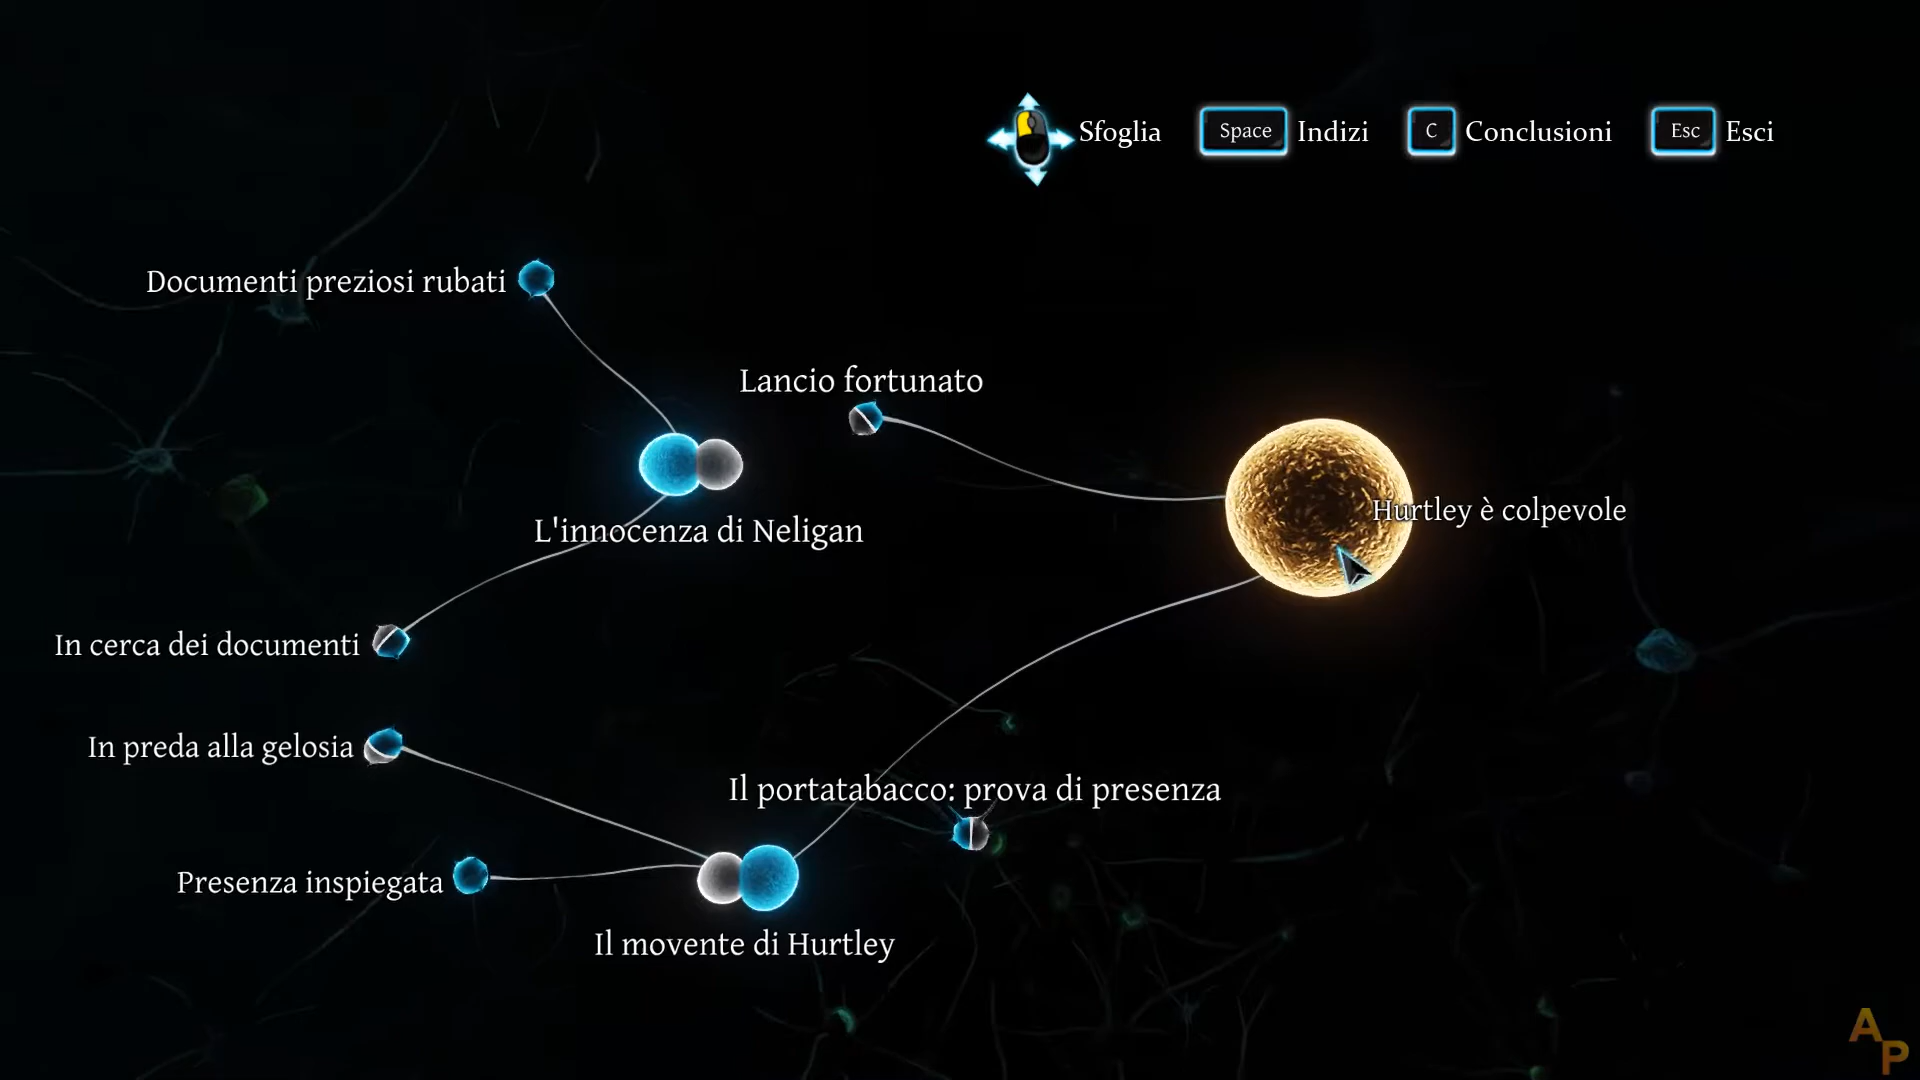 Sfoglia
Space Indizi
C Conclusioni
Esc Esci
Documenti preziosi rubati
Lancio fortunato
Hurtley è colpevole
L'innocenza di Neligan
In cerca dei documenti
In preda alla gelosia
Il portatabacco: prova di presenza
Presenza inspiegata
Il movente di Hurtley
A
P